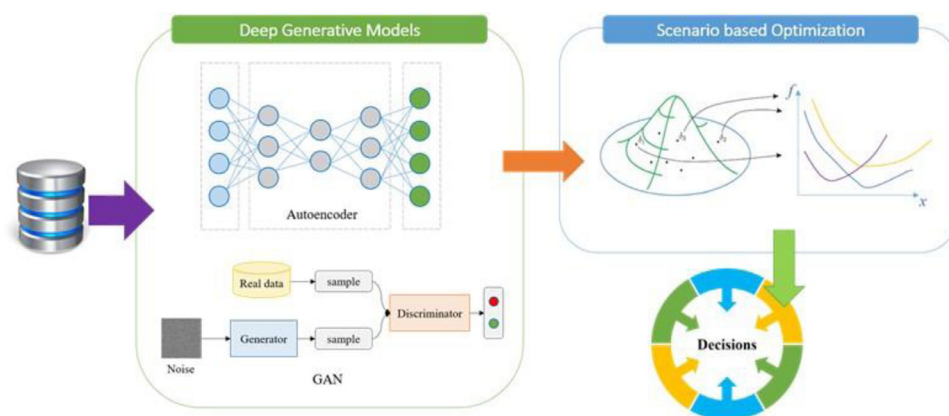 Deep Generative Models
Scenario based Optimization
Autoencoder
f
x
Real data
sample
Discriminator
Noise
Generator
sample
GAN
Decisions